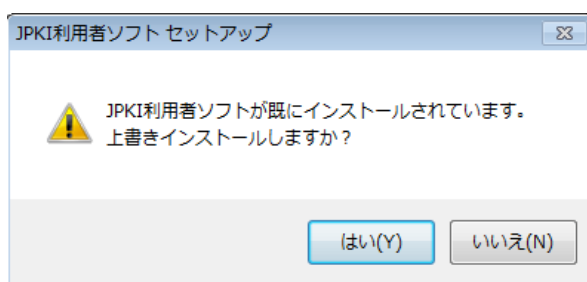 JPKI利用者ソフト セットアップ
JPKI利用者ソフトが既にインストールされています。
上書きインストールしますか？
はい(Y)
いいえ(N)